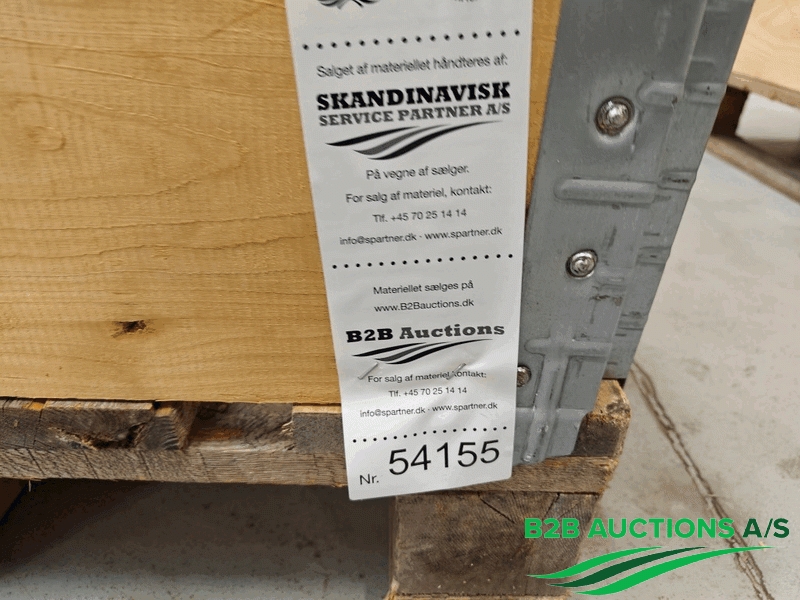 Salget af materiellet håndteres af:
SKANDINAVISK
SERVICE PARTNER A/S
På vegne af sælger.
For salg af materiel, kontakt:
Tlf. +45 70 25 14 14
info@spartner.dk - www.spartner.dk
Materiellet sælges på
www.B2Bauctions.dk
B2B Auctions
For salg af materiel kontakt:
Tlf. +45 70 25 14 14
info@spartner.dk - www.spartner.dk
Nr. 54155
B2B AUCTIONS A/S